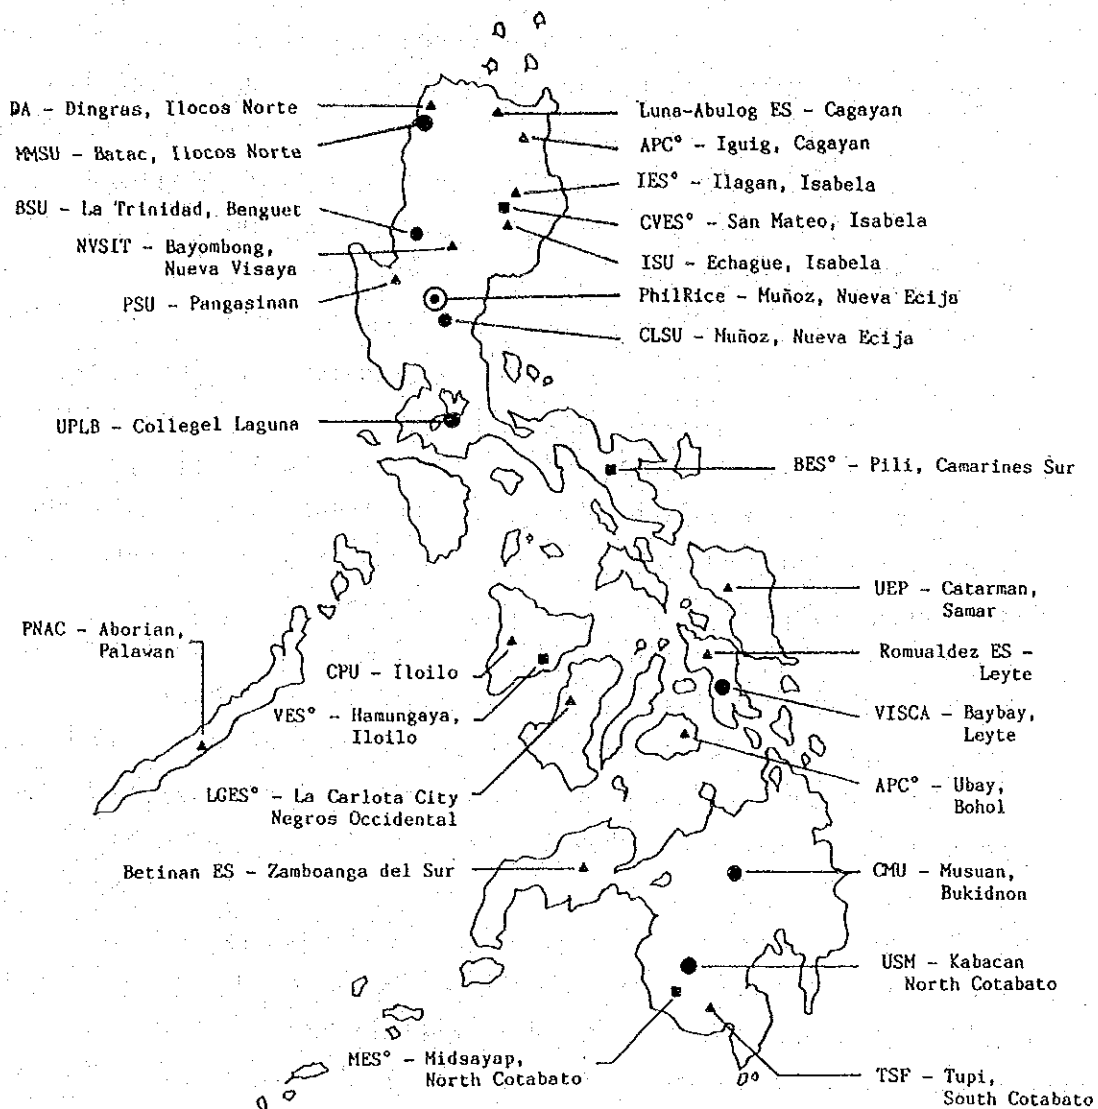 DA - Dingras, Ilocos Norte
MMSU - Batac, Ilocos Norte
BSU - La Trinidad, Benguet
NVSIT - Bayombong,
Nueva Visaya
PSU - Pangasinan
UPLB - Collegel Laguna
PNAC - Aborian,
Palawan
CPU - Iloilo
VES° - Hamungaya,
Iloilo
LGES° - La Carlota City
Negros Occidental
Betinan ES - Zamboanga del Sur
MES° - Midsayap,
North Cotabato
Luna-Abulog ES - Cagayan
APC° - Iguig, Cagayan
IES° - Ilagan, Isabela
CVES° - San Mateo, Isabela
ISU - Echague, Isabela
PhilRice - Muñoz, Nueva Ecija
CLSU - Muñoz, Nueva Ecija
BES° - Pili, Camarines Sur
UEP - Catarman,
Samar
Romualdez ES -
Leyte
VISCA - Baybay,
Leyte
APC° - Ubay,
Bohol
CMU - Musuan,
Bukidnon
USM - Kabacan
North Cotabato
TSF - Tupi,
South Cotabato